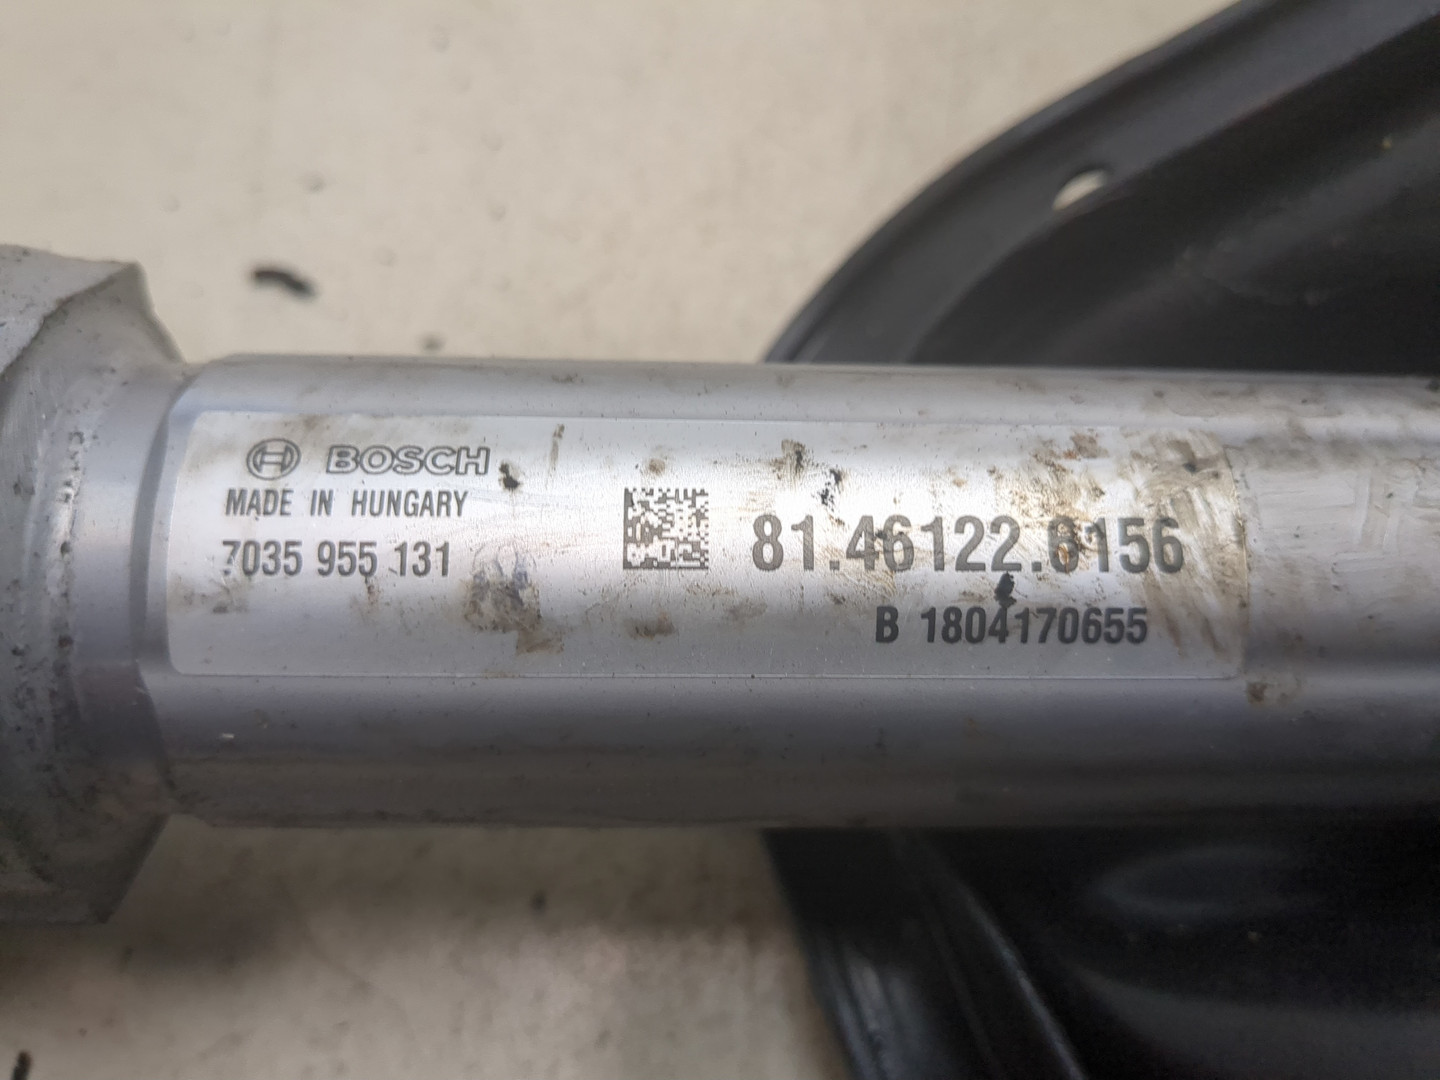 BOSCH
MADE IN HUNGARY
7035 955 131
81.46122.6156
B 1804170655